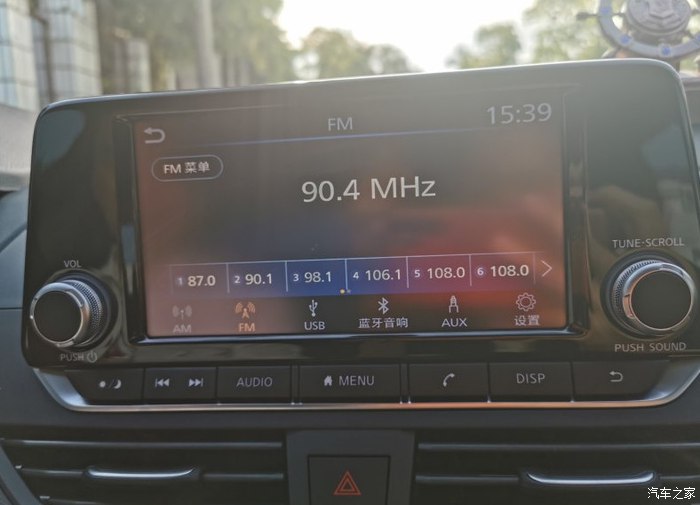 FM
15:39
FM 菜单
90.4 MHz
1 87.0 2 90.1 3 98.1 4 106.1 5 108.0 6 108.0
AM FM USB 蓝牙音响 AUX 设置
VOL
PUSH
TUNE·SCROLL
PUSH SOUND
AUDIO MENU DISP
汽车之家